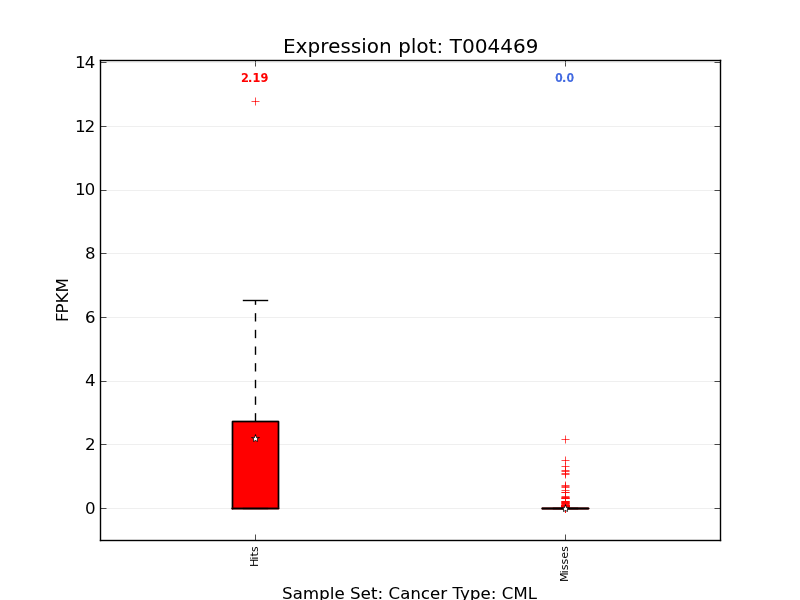 Expression plot: T004469
14
2.19
0.0
12
10
8
6
4
2
0
FPKM
Hits
Misses
Sample Set: Cancer Type: CML